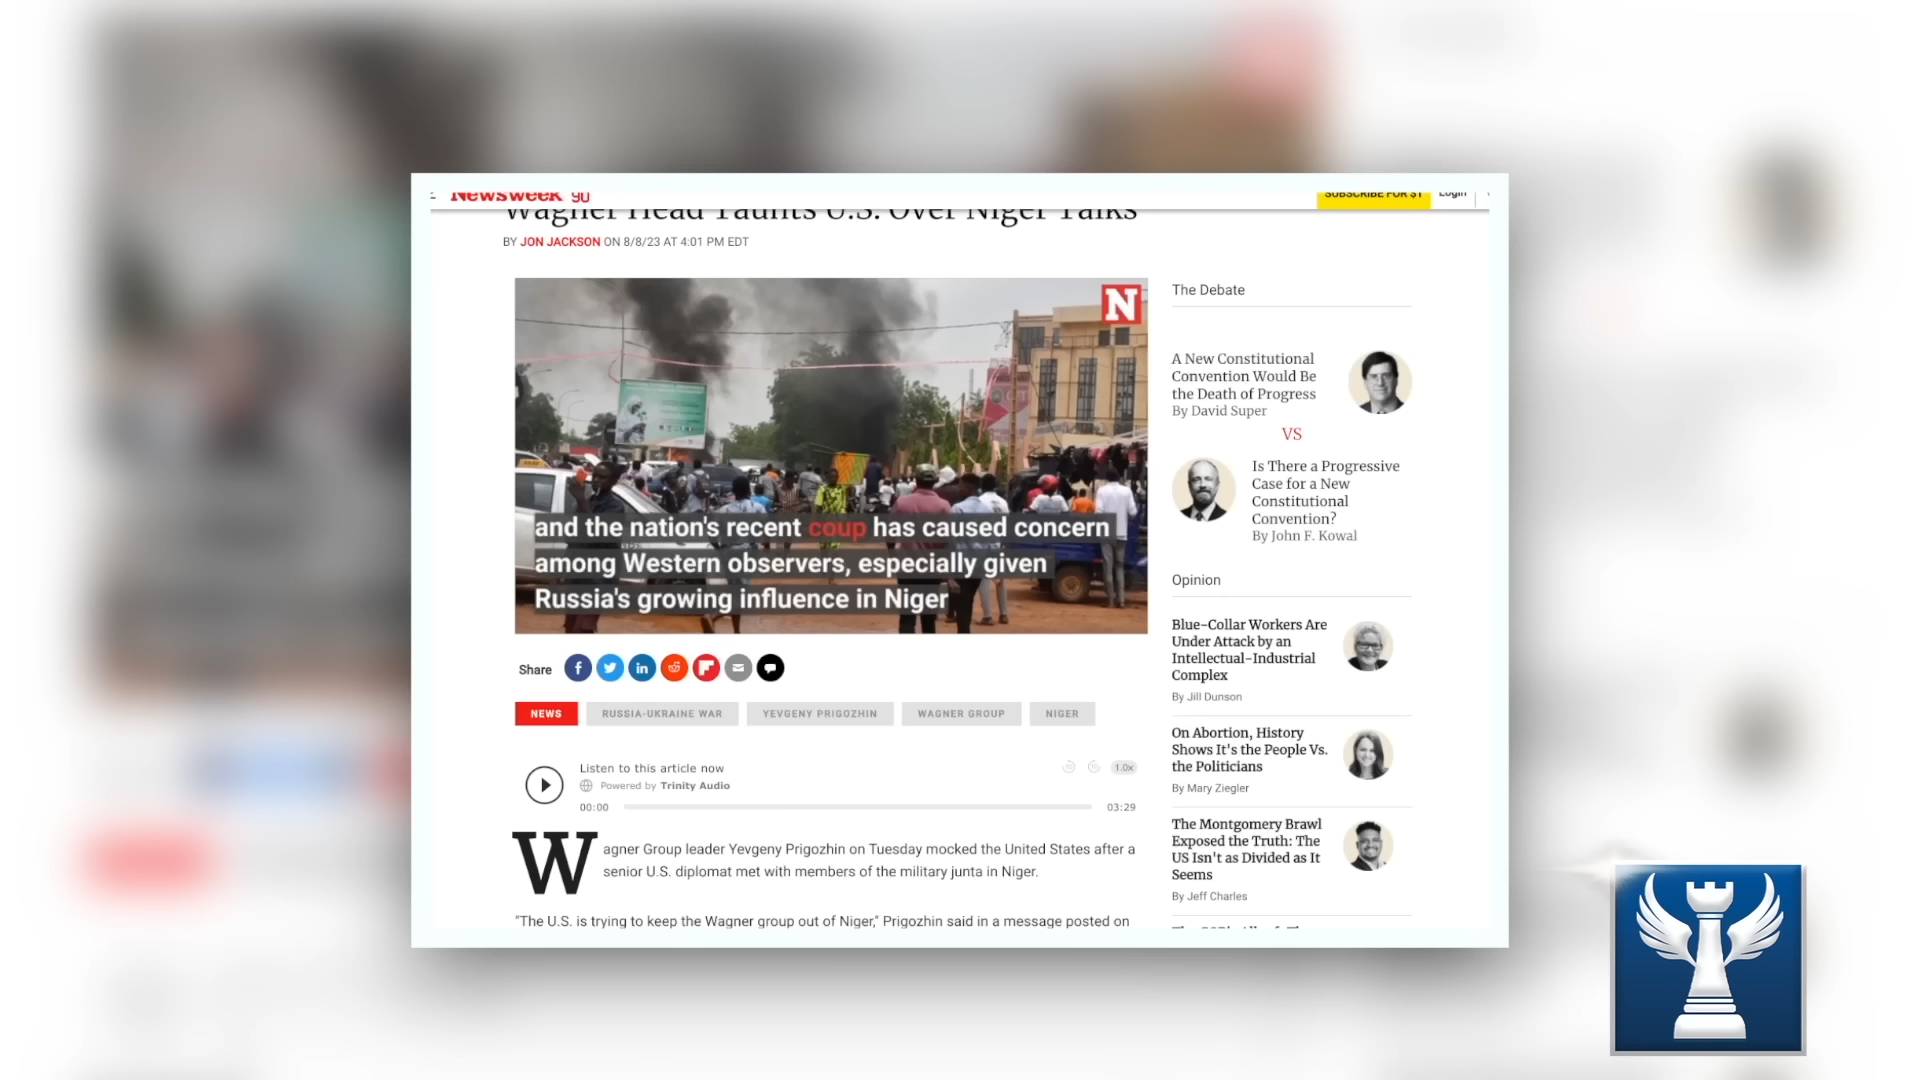 Newsweek 90
SUBSCRIBE FOR $1 Login
Wagner Head Taunts U.S. Over Niger Talks
BY JON JACKSON ON 8/8/23 AT 4:01 PM EDT
N
and the nation's recent coup has caused concern
among Western observers, especially given
Russia's growing influence in Niger
Share
NEWS RUSSIA-UKRAINE WAR YEVGENY PRIGOZHIN WAGNER GROUP NIGER
Listen to this article now
Powered by Trinity Audio
1.0x
00:00
03:29
Wagner Group leader Yevgeny Prigozhin on Tuesday mocked the United States after a
senior U.S. diplomat met with members of the military junta in Niger.
"The U.S. is trying to keep the Wagner group out of Niger," Prigozhin said in a message posted on
The Debate
A New Constitutional
Convention Would Be
the Death of Progress
By David Super
VS
Is There a Progressive
Case for a New
Constitutional
Convention?
By John F. Kowal
Opinion
Blue-Collar Workers Are
Under Attack by an
Intellectual-Industrial
Complex
By Jill Dunson
On Abortion, History
Shows It's the People Vs.
the Politicians
By Mary Ziegler
The Montgomery Brawl
Exposed the Truth: The
US Isn't as Divided as It
Seems
By Jeff Charles